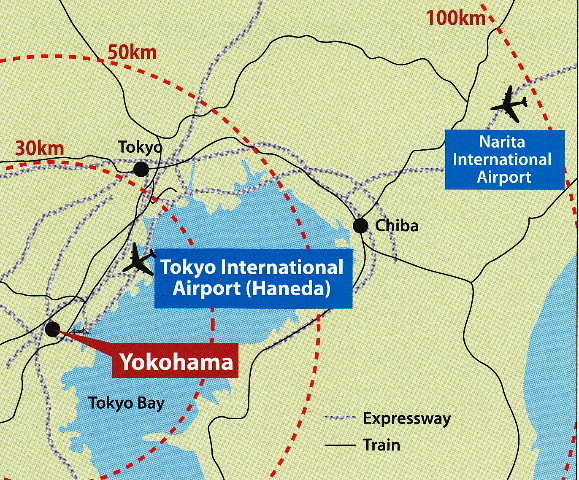 100km
50km
30km
Tokyo
Narita
International
Airport
Chiba
Tokyo International
Airport (Haneda)
Yokohama
Tokyo Bay
Expressway
Train